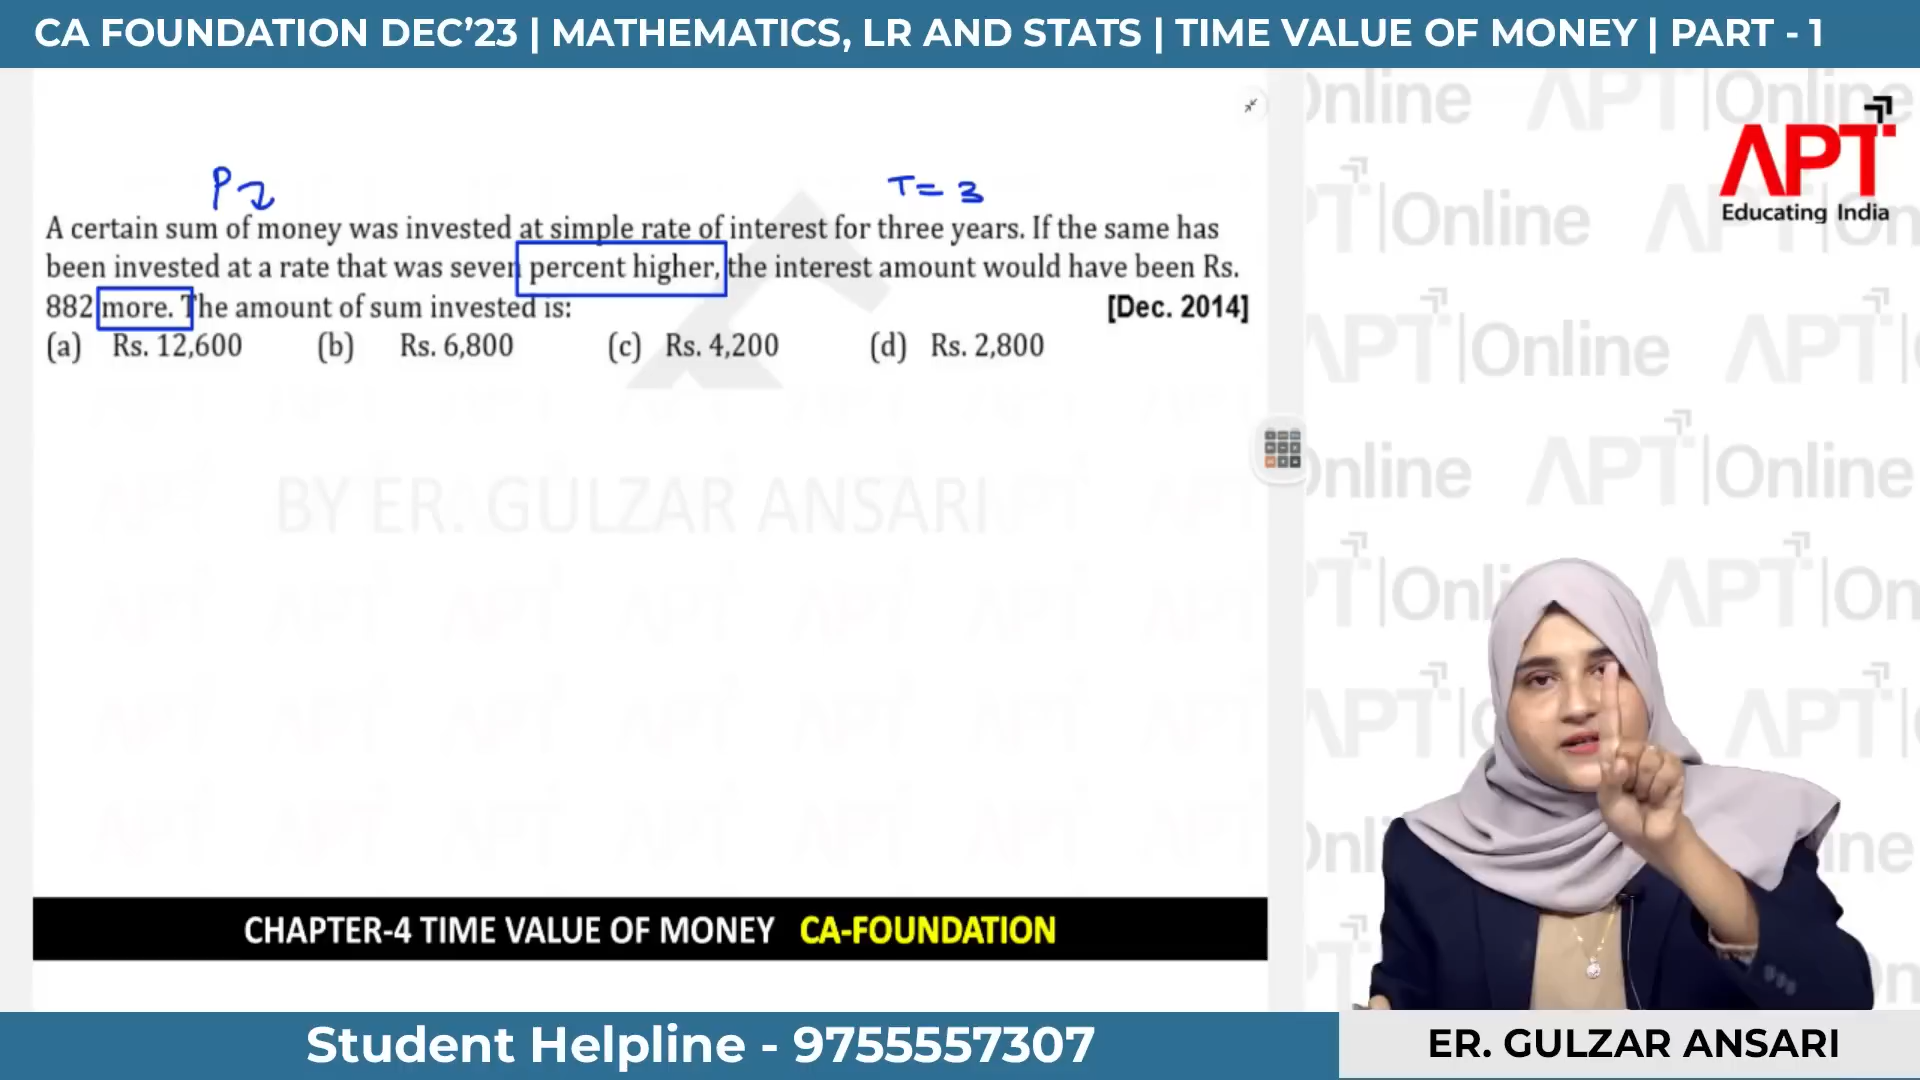 CA FOUNDATION DEC’23 | MATHEMATICS, LR AND STATS | TIME VALUE OF MONEY | PART - 1
APT
Educating India
P
T = 3
A certain sum of money was invested at simple rate of interest for three years. If the same has
been invested at a rate that was seven percent higher, the interest amount would have been Rs.
882 more. The amount of sum invested is: [Dec. 2014]
(a) Rs. 12,600 (b) Rs. 6,800 (c) Rs. 4,200 (d) Rs. 2,800
BY ER. GULZAR ANSARI
CHAPTER-4 TIME VALUE OF MONEY CA-FOUNDATION
Student Helpline - 9755557307
ER. GULZAR ANSARI